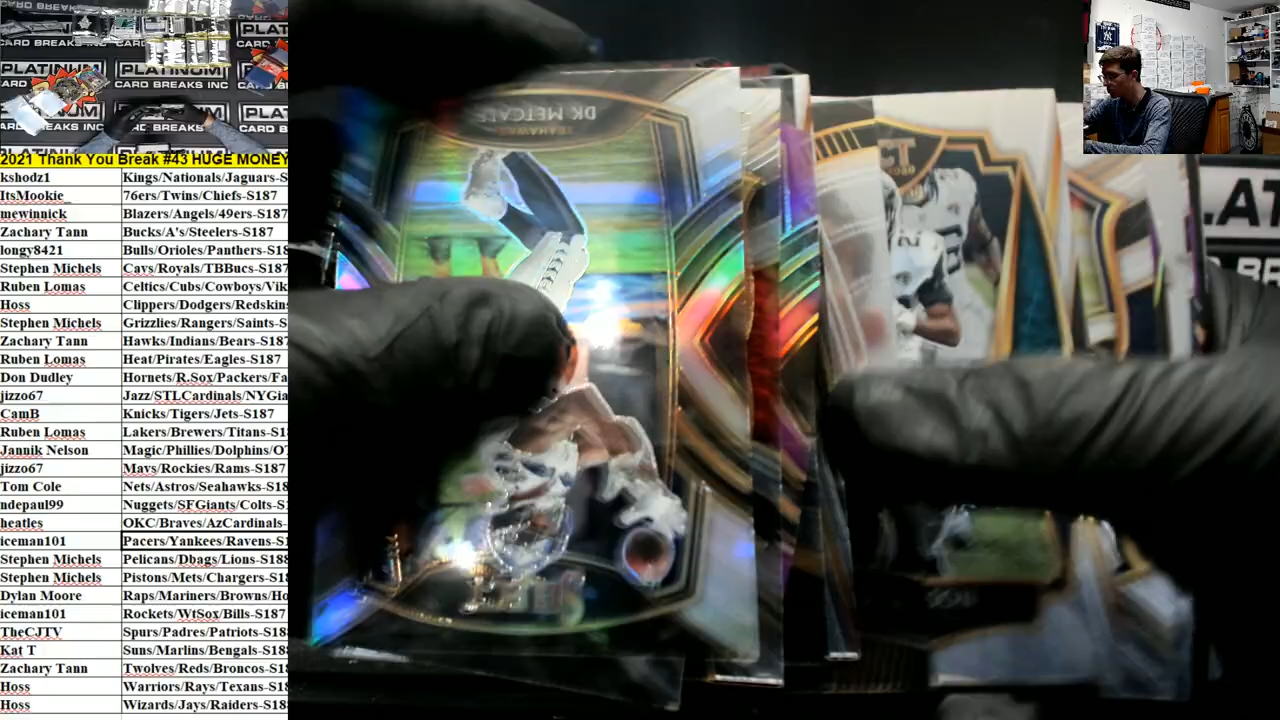 PLATINUM
CARD BREAKS INC
2021 Thank You Break #43 HUGE MONEY
kshodz1 Kings/Nationals/Jaguars-S
ItsMookie_ 76ers/Twins/Chiefs-S187
mewinnick Blazers/Angels/49ers-S187
Zachary Tann Bucks/A's/Steelers-S187
longy8421 Bulls/Orioles/Panthers-S18
Stephen Michels Cavs/Royals/TBBucs-S187
Ruben Lomas Celtics/Cubs/Cowboys/Vik
Hoss Clippers/Dodgers/Redskin
Stephen Michels Grizzlies/Rangers/Saints-S
Zachary Tann Hawks/Indians/Bears-S187
Ruben Lomas Heat/Pirates/Eagles-S187
Don Dudley Hornets/R.Sox/Packers/Fa
jizzo67 Jazz/STLCardinals/NYGia
CamB Knicks/Tigers/Jets-S187
Ruben Lomas Lakers/Brewers/Titans-S1
Jannik Nelson Magic/Phillies/Dolphins/OT
jizzo67 Mavs/Rockies/Rams-S187
Tom Cole Nets/Astros/Seahawks-S18
ndepaul99 Nuggets/SFGiants/Colts-S
heatles OKC/Braves/AzCardinals-
iceman101 Pacers/Yankees/Ravens-S1
Stephen Michels Pelicans/Dbags/Lions-S188
Stephen Michels Pistons/Mets/Chargers-S18
Dylan Moore Raps/Mariners/Browns/Ho
iceman101 Rockets/WtSox/Bills-S187
TheCJTV Spurs/Padres/Patriots-S18
Kat T Suns/Marlins/Bengals-S18
Zachary Tann Twolves/Reds/Broncos-S18
Hoss Warriors/Rays/Texans-S18
Hoss Wizards/Jays/Raiders-S18
DK METCALF
SEAHAWKS